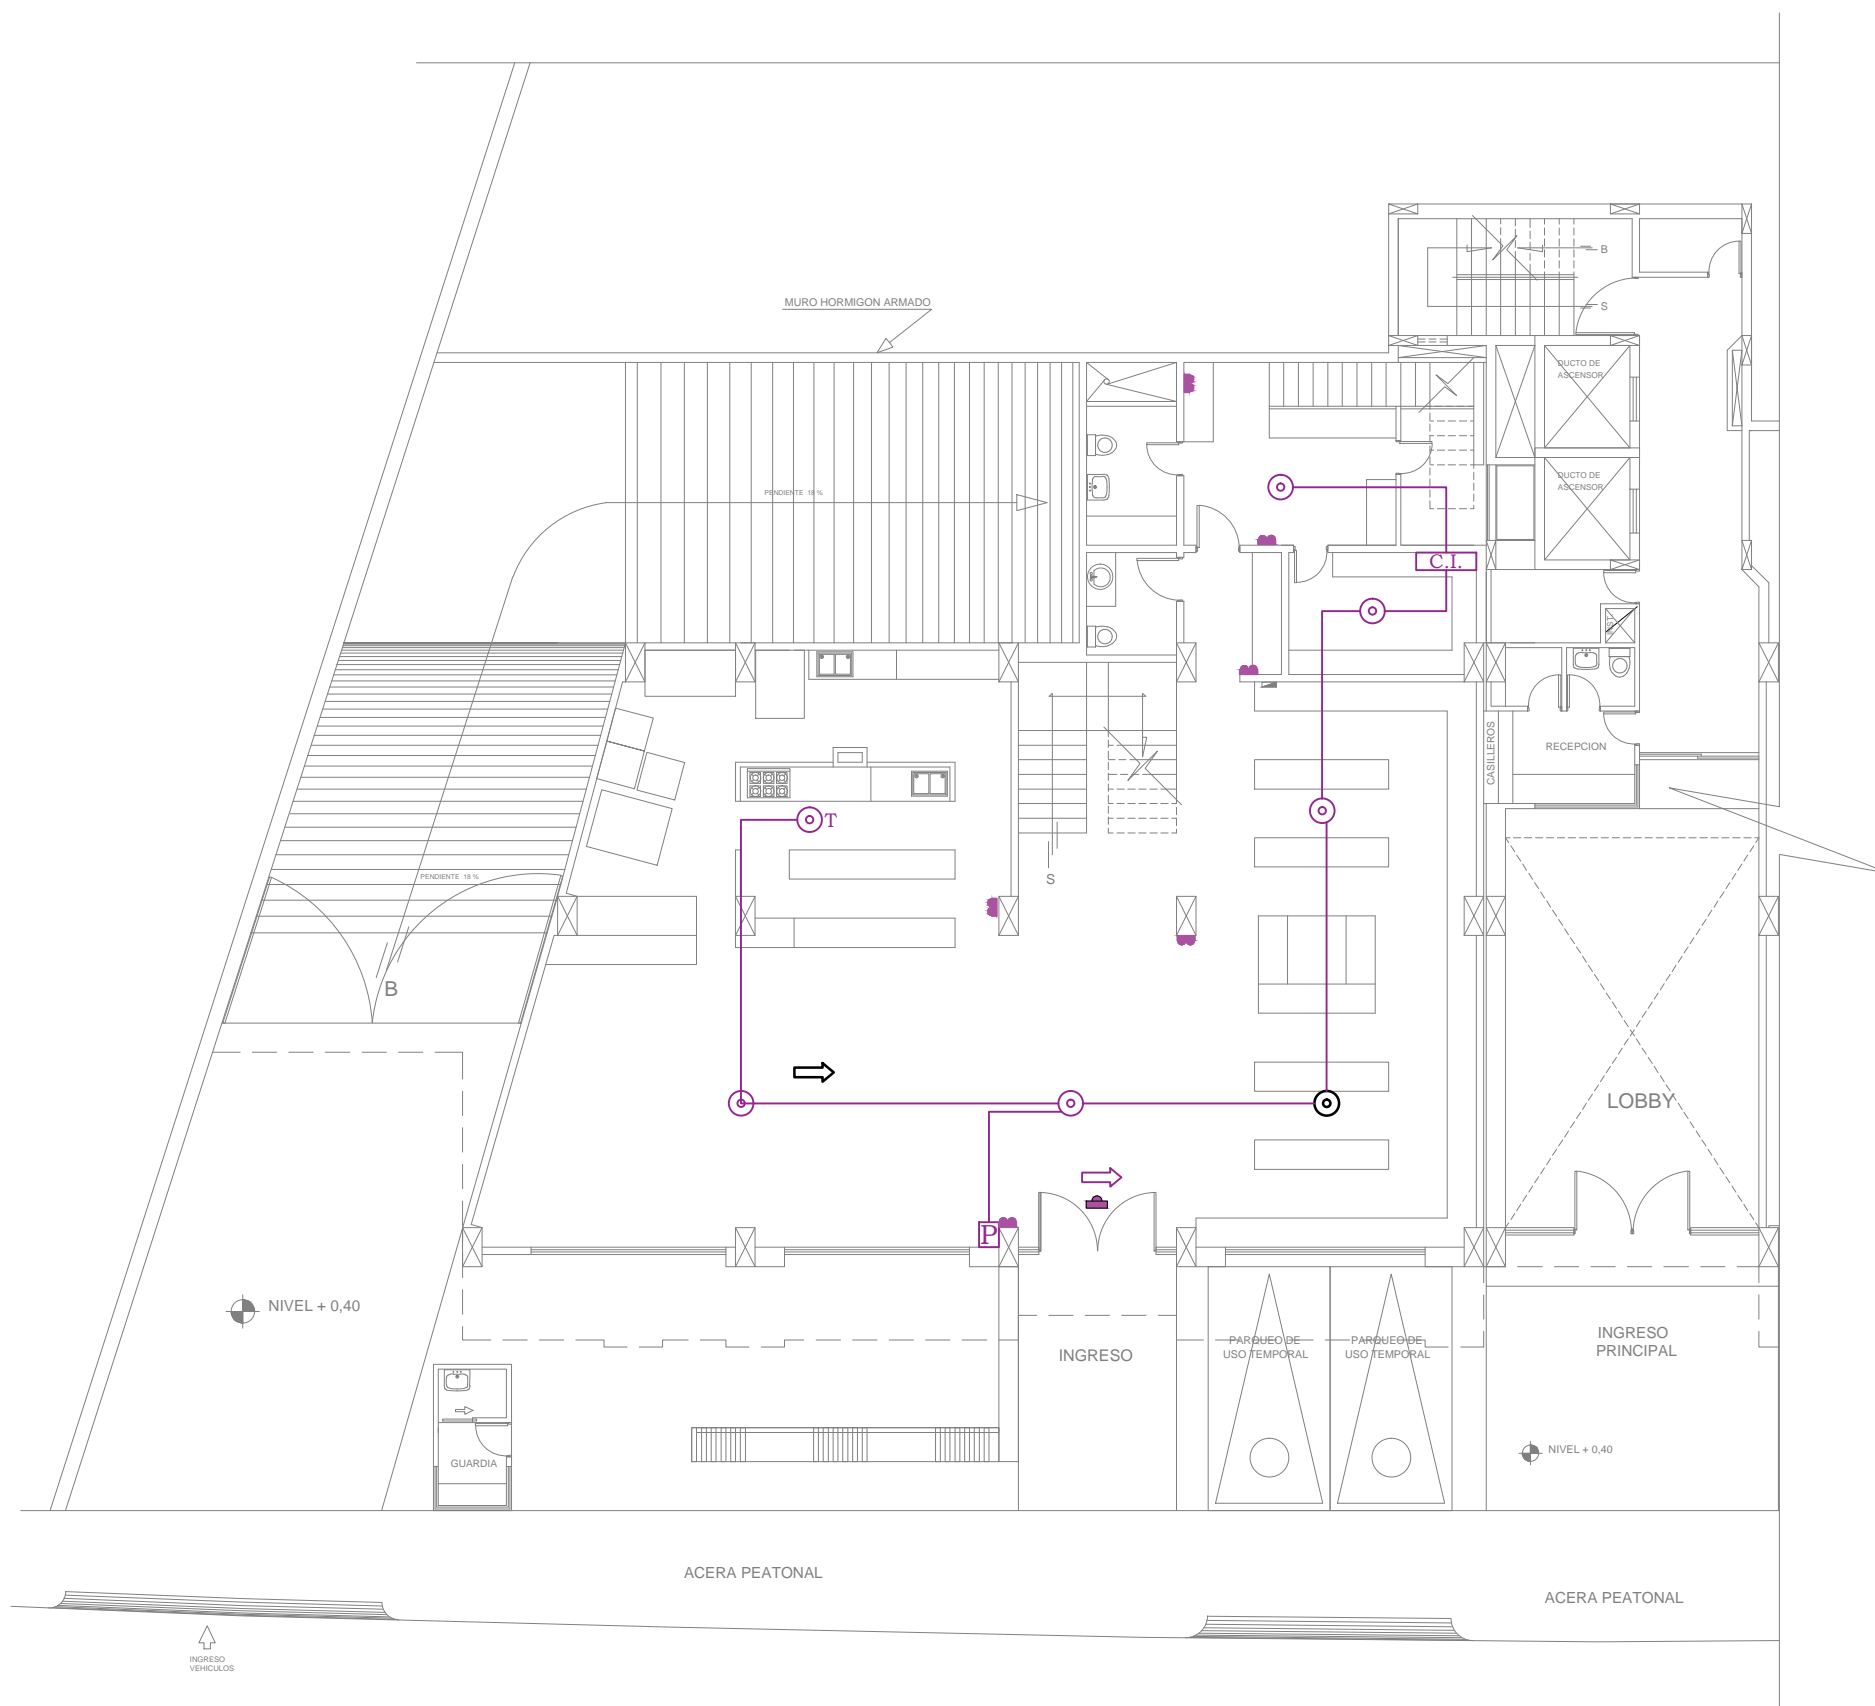 B
S
MURO HORMIGON ARMADO
DUCTO DE
ASCENSOR
DUCTO DE
ASCENSOR
PENDIENTE 18 %
C.I.
CASILLEROS
RECEPCION
T
PENDIENTE 18 %
S
B
LOBBY
P
NIVEL + 0,40
INGRESO
PARQUEO DE
USO TEMPORAL
PARQUEO DE
USO TEMPORAL
INGRESO
PRINCIPAL
NIVEL + 0,40
GUARDIA
ACERA PEATONAL
ACERA PEATONAL
INGRESO
VEHICULOS